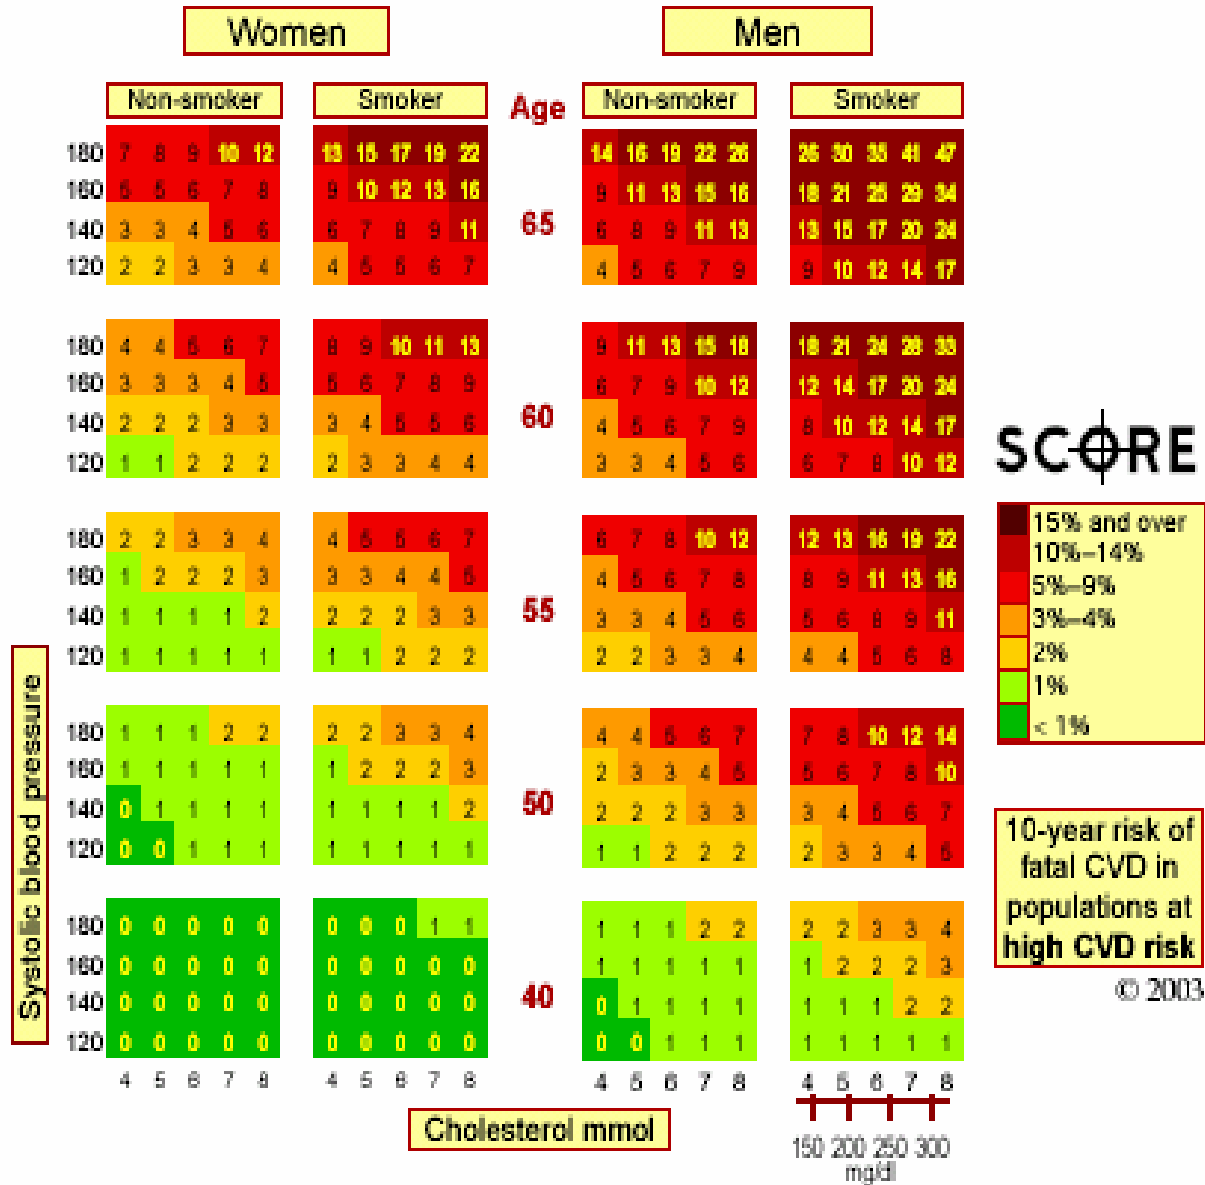 Women Men
Non-smoker Smoker Age Non-smoker Smoker
180 7 8 9 10 12 13 15 17 19 22 14 16 19 22 26 26 30 35 41 47
160 5 5 6 7 8 9 10 12 13 16 9 11 13 15 16 18 21 25 29 34
65
140 3 3 4 5 6 6 7 8 9 11 6 8 9 11 13 13 15 17 20 24
120 2 2 3 3 4 4 5 5 6 7 4 5 6 7 9 9 10 12 14 17
180 4 4 5 6 7 8 9 10 11 13 9 11 13 15 18 18 21 24 28 33
160 3 3 3 4 5 5 6 7 8 9 6 7 9 10 12 12 14 17 20 24
60
140 2 2 2 3 3 3 4 5 5 6 4 5 6 7 9 8 10 12 14 17
120 1 1 2 2 2 2 3 3 4 4 3 3 4 5 6 6 7 8 10 12
180 2 2 3 3 4 4 5 5 6 7 6 7 8 10 12 12 13 16 19 22
160 1 2 2 2 3 3 3 4 4 5 4 5 6 7 8 8 9 11 13 16
55
140 1 1 1 1 2 2 2 2 3 3 3 3 4 5 6 5 6 8 9 11
120 1 1 1 1 1 1 1 2 2 2 2 2 3 3 4 4 4 5 6 8
180 1 1 1 2 2 2 2 3 3 4 4 4 5 6 7 7 8 10 12 14
160 1 1 1 1 1 1 2 2 2 3 2 3 3 4 5 5 6 7 8 10
50
140 0 1 1 1 1 1 1 1 1 2 2 2 2 3 3 3 4 5 6 7
120 0 0 1 1 1 1 1 1 1 1 1 1 2 2 2 2 3 3 4 5
180 0 0 0 0 0 0 0 0 1 1 1 1 1 2 2 2 2 3 3 4
160 0 0 0 0 0 0 0 0 0 0 1 1 1 1 1 1 2 2 2 3
40
140 0 0 0 0 0 0 0 0 0 0 0 1 1 1 1 1 1 1 2 2
120 0 0 0 0 0 0 0 0 0 0 0 0 1 1 1 1 1 1 1 1
4 5 6 7 8 4 5 6 7 8 4 5 6 7 8
Cholesterol mmol
150 200 250 300
mg/dl
Systolic blood pressure
SCORE
15% and over
10%–14%
5%–9%
3%–4%
2%
1%
< 1%
10-year risk of
fatal CVD in
populations at
high CVD risk
© 2003